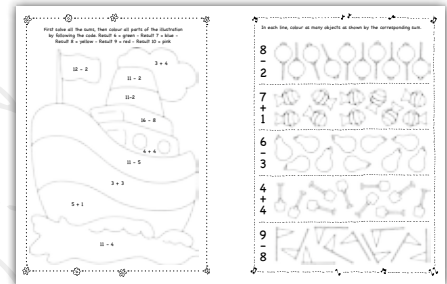 First solve all the sums, then colour all parts of the illustration
by following the code. Result 6 = green - Result 7 = blue -
Result 8 = yellow - Result 9 = red - Result 10 = pink
12 - 2
3 + 4
11 - 2
11-2
16 - 8
4 + 4
11 - 5
3 + 3
5 + 1
11 - 4
In each line, colour as many objects as shown by the corresponding sum.
8
-
2
7
+
1
6
-
3
4
+
4
9
-
8